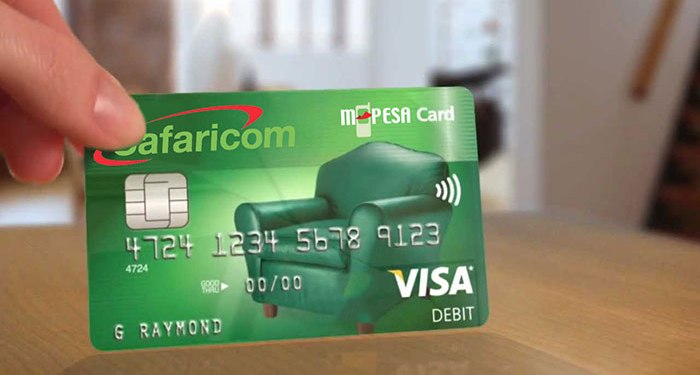 Safaricom
M-PESA Card
4724 1234 5678 9123
4724
GOOD THRU ▶ 00/00
VISA
DEBIT
G RAYMOND